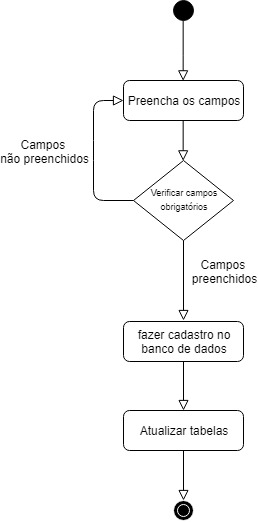 Preencha os campos
Campos
não preenchidos
Verificar campos
obrigatórios
Campos
preenchidos
fazer cadastro no
banco de dados
Atualizar tabelas